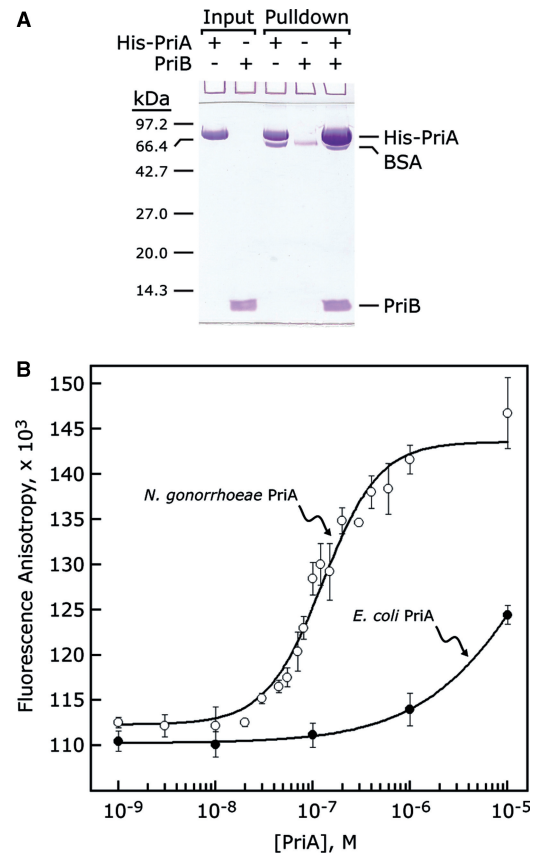 A
Input Pulldown
His-PriA + - + - +
PriB - + - + +
kDa
97.2
66.4
42.7
27.0
20.0
14.3
His-PriA
BSA
PriB
B
150
145
140
135
130
125
120
115
110
Fluorescence Anisotropy, x 10³
N. gonorrhoeae PriA
E. coli PriA
10⁻⁹ 10⁻⁸ 10⁻⁷ 10⁻⁶ 10⁻⁵
[PriA], M